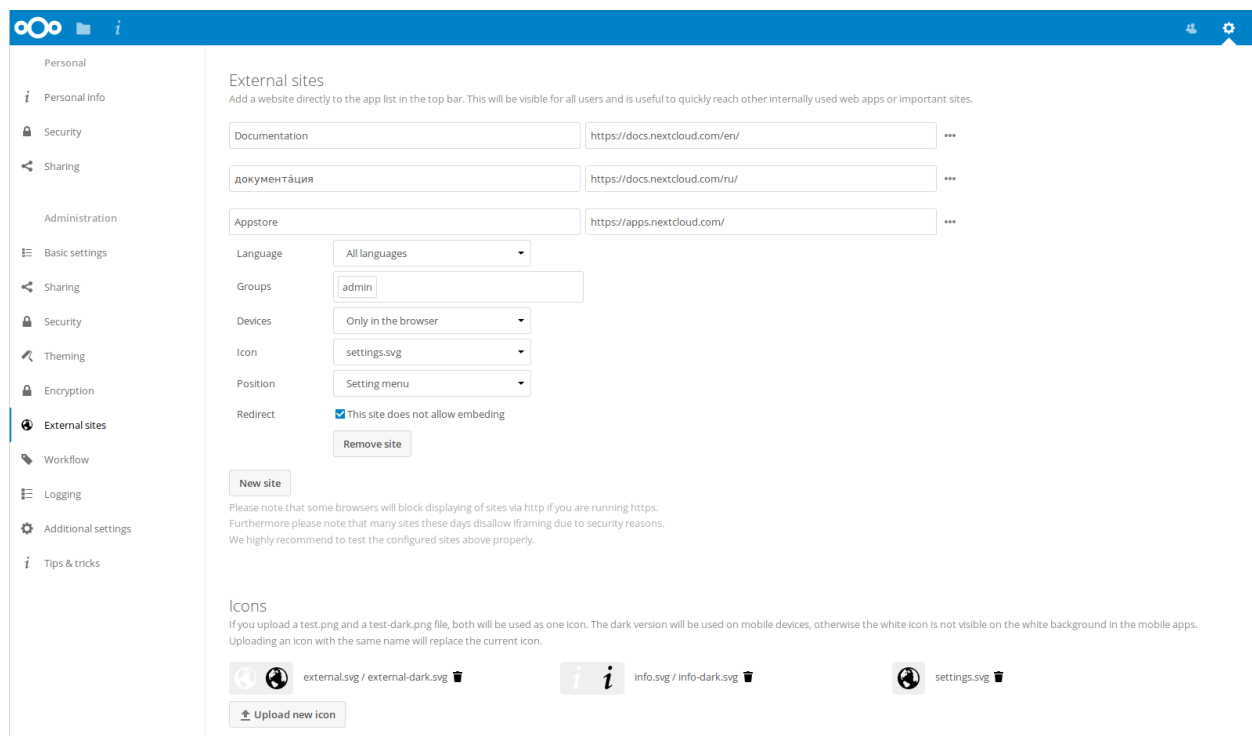 Personal
Personal info
Security
Sharing
Administration
Basic settings
Sharing
Security
Theming
Encryption
External sites
Workflow
Logging
Additional settings
Tips & tricks
External sites
Add a website directly to the app list in the top bar. This will be visible for all users and is useful to quickly reach other internally used web apps or important sites.
Documentation https://docs.nextcloud.com/en/
документа́ция https://docs.nextcloud.com/ru/
Appstore https://apps.nextcloud.com/
Language All languages
Groups admin
Devices Only in the browser
Icon settings.svg
Position Setting menu
Redirect This site does not allow embeding
Remove site
New site
Please note that some browsers will block displaying of sites via http if you are running https.
Furthermore please note that many sites these days disallow iframing due to security reasons.
We highly recommend to test the configured sites above properly.
Icons
If you upload a test.png and a test-dark.png file, both will be used as one icon. The dark version will be used on mobile devices, otherwise the white icon is not visible on the white background in the mobile apps.
Uploading an icon with the same name will replace the current icon.
external.svg / external-dark.svg info.svg / info-dark.svg settings.svg
Upload new icon